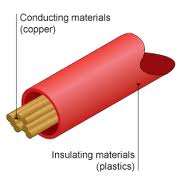 Conducting materials
(copper)
Insulating materials
(plastics)